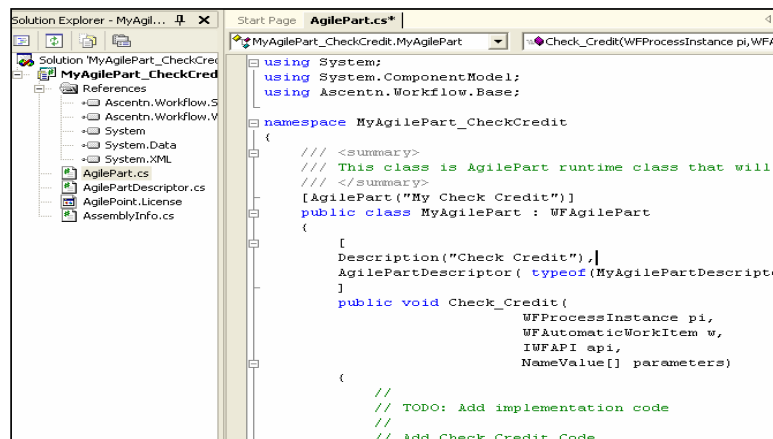 Solution Explorer - MyAgil...
Start Page AgilePart.cs*
MyAgilePart_CheckCredit.MyAgilePart
Check_Credit(WFProcessInstance pi,WFA
Solution 'MyAgilePart_CheckCred
MyAgilePart_CheckCred
References
Ascentn.Workflow.S
Ascentn.Workflow.W
System
System.Data
System.XML
AgilePart.cs
AgilePartDescriptor.cs
AgilePoint.License
AssemblyInfo.cs
using System;
using System.ComponentModel;
using Ascentn.Workflow.Base;
namespace MyAgilePart_CheckCredit
{
/// <summary>
/// This class is AgilePart runtime class that will
/// </summary>
[AgilePart("My Check Credit")]
public class MyAgilePart : WFAgilePart
{
[
Description("Check Credit"),
AgilePartDescriptor( typeof(MyAgilePartDescripto
]
public void Check_Credit(
WFProcessInstance pi,
WFAutomaticWorkItem w,
IWFAPI api,
NameValue[] parameters)
{
//
// TODO: Add implementation code
//
// Add Check Credit Code